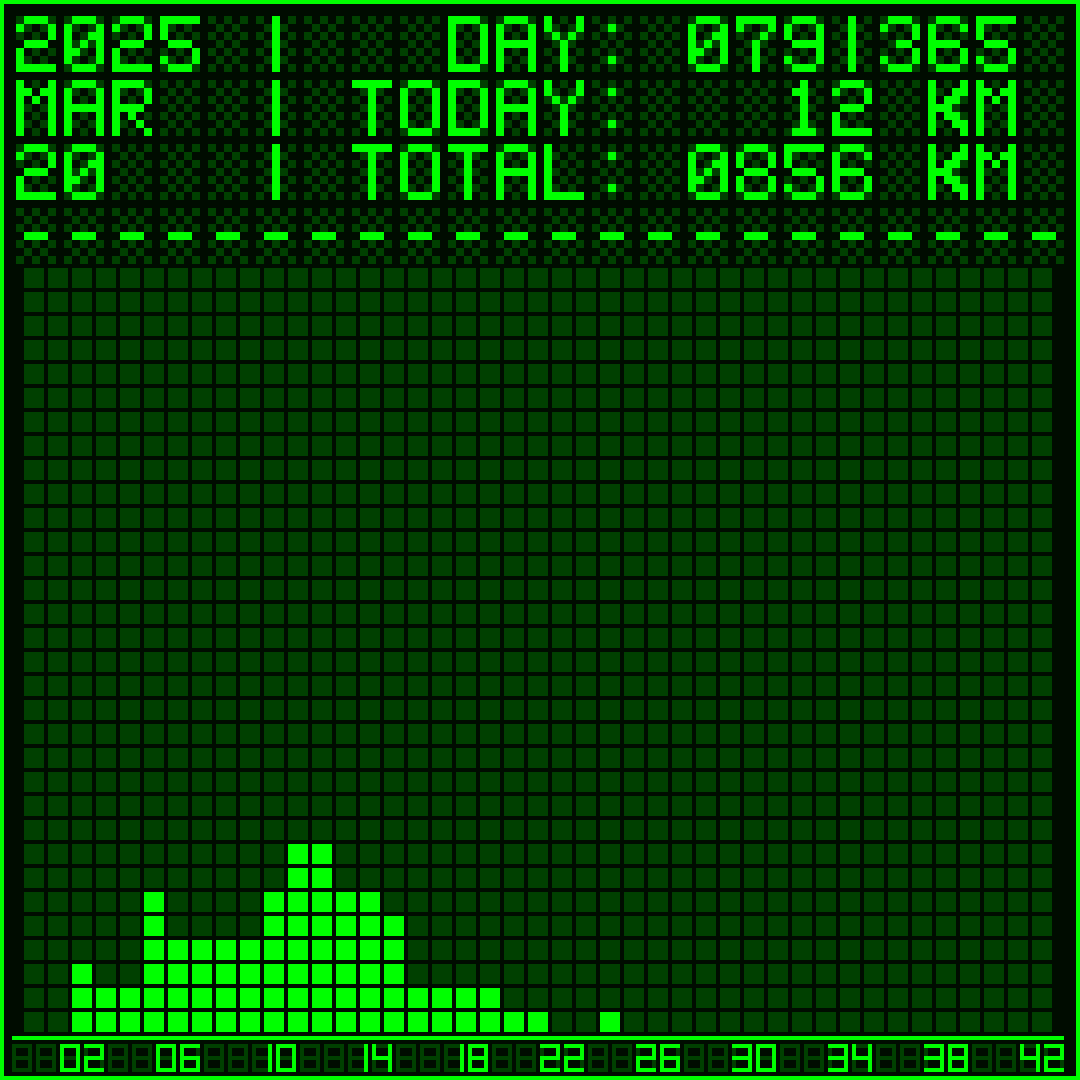 2025 | DAY: 079|365
MAR | TODAY: 12 KM
20 | TOTAL: 0856 KM
- - - - - - - - - - - - - - - - - - - - - -
02 06 10 14 18 22 26 30 34 38 42